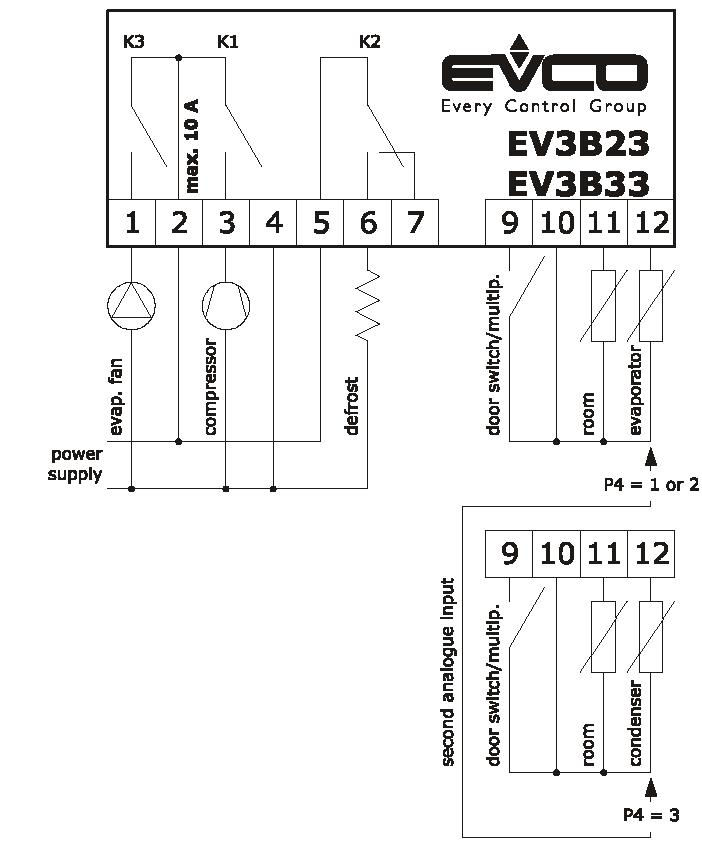 K3
K1
K2
max. 10 A
EVCO
Every Control Group
EV3B23
EV3B33
1 2 3 4 5 6 7
9 10 11 12
evap. fan
compressor
defrost
door switch/multip.
room
evaporator
power
supply
P4 = 1 or 2
9 10 11 12
second analogue input
door switch/multip.
room
condenser
P4 = 3